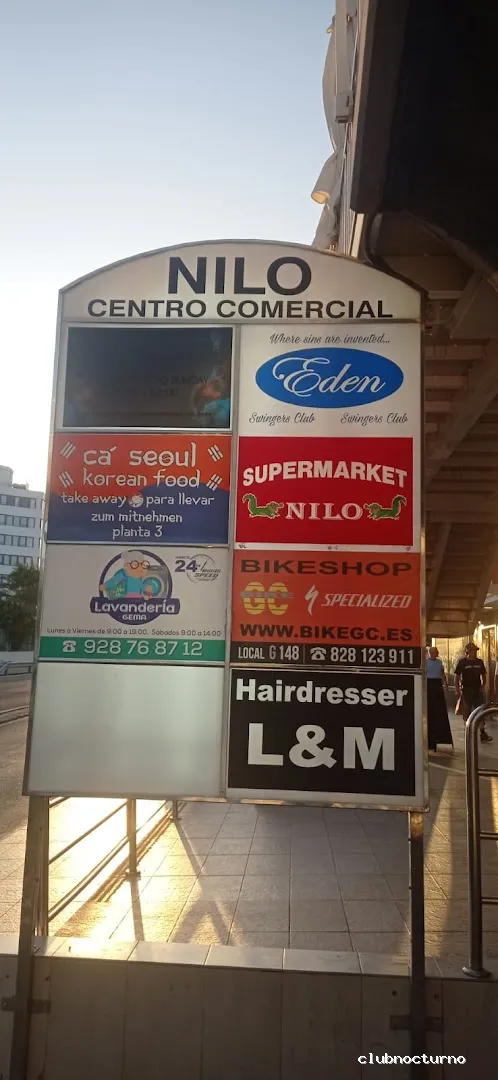 NILO
CENTRO COMERCIAL
Where sins are invented...
Eden
Swingers Club Swingers Club
ca' seoul
korean food
take away para llevar
zum mitnehmen
planta 3
SUPERMARKET
NILO
24
SPEED
Lavandería
GEMA
Lunes a Viernes de 9:00 a 19:00. Sábados 9:00 a 14:00
928 76 87 12
BIKESHOP
GC SPECIALIZED
WWW.BIKEGC.ES
LOCAL G 148 828 123 911
Hairdresser
L&M
clubnocturno